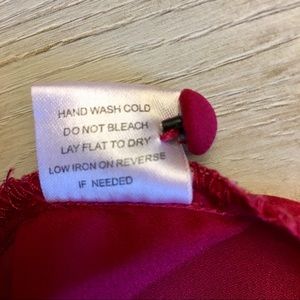 HAND WASH COLD
DO NOT BLEACH
LAY FLAT TO DRY
LOW IRON ON REVERSE
IF NEEDED